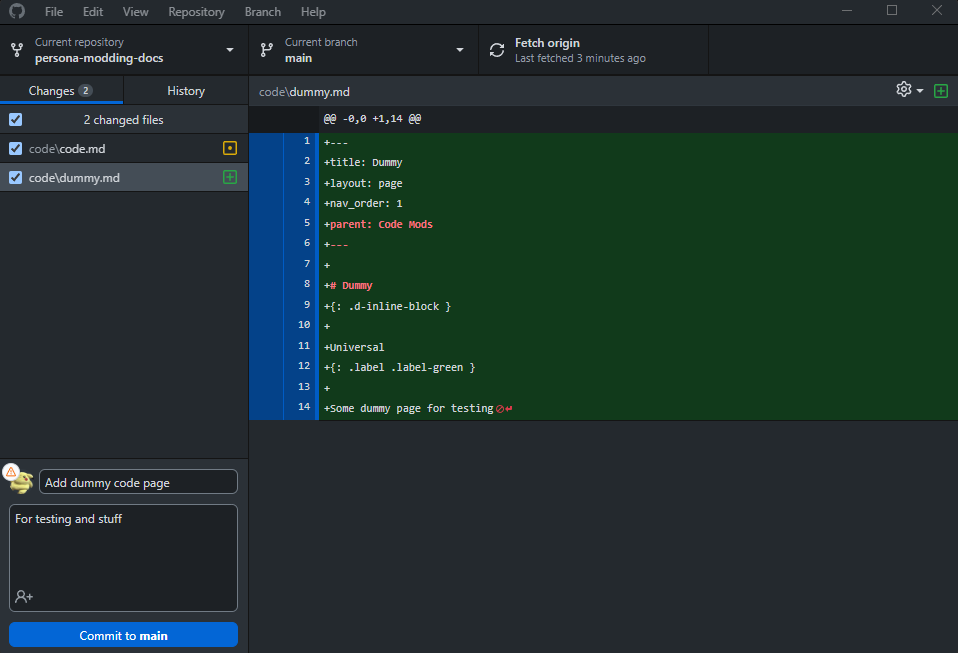 File Edit View Repository Branch Help
Current repository
persona-modding-docs
Current branch
main
Fetch origin
Last fetched 3 minutes ago
Changes 2
History
2 changed files
code\code.md
code\dummy.md
code\dummy.md
@@ -0,0 +1,14 @@
1 +---
2 +title: Dummy
3 +layout: page
4 +nav_order: 1
5 +parent: Code Mods
6 +---
7 +
8 +# Dummy
9 +{: .d-inline-block }
10 +
11 +Universal
12 +{: .label .label-green }
13 +
14 +Some dummy page for testing
Add dummy code page
For testing and stuff
Commit to main